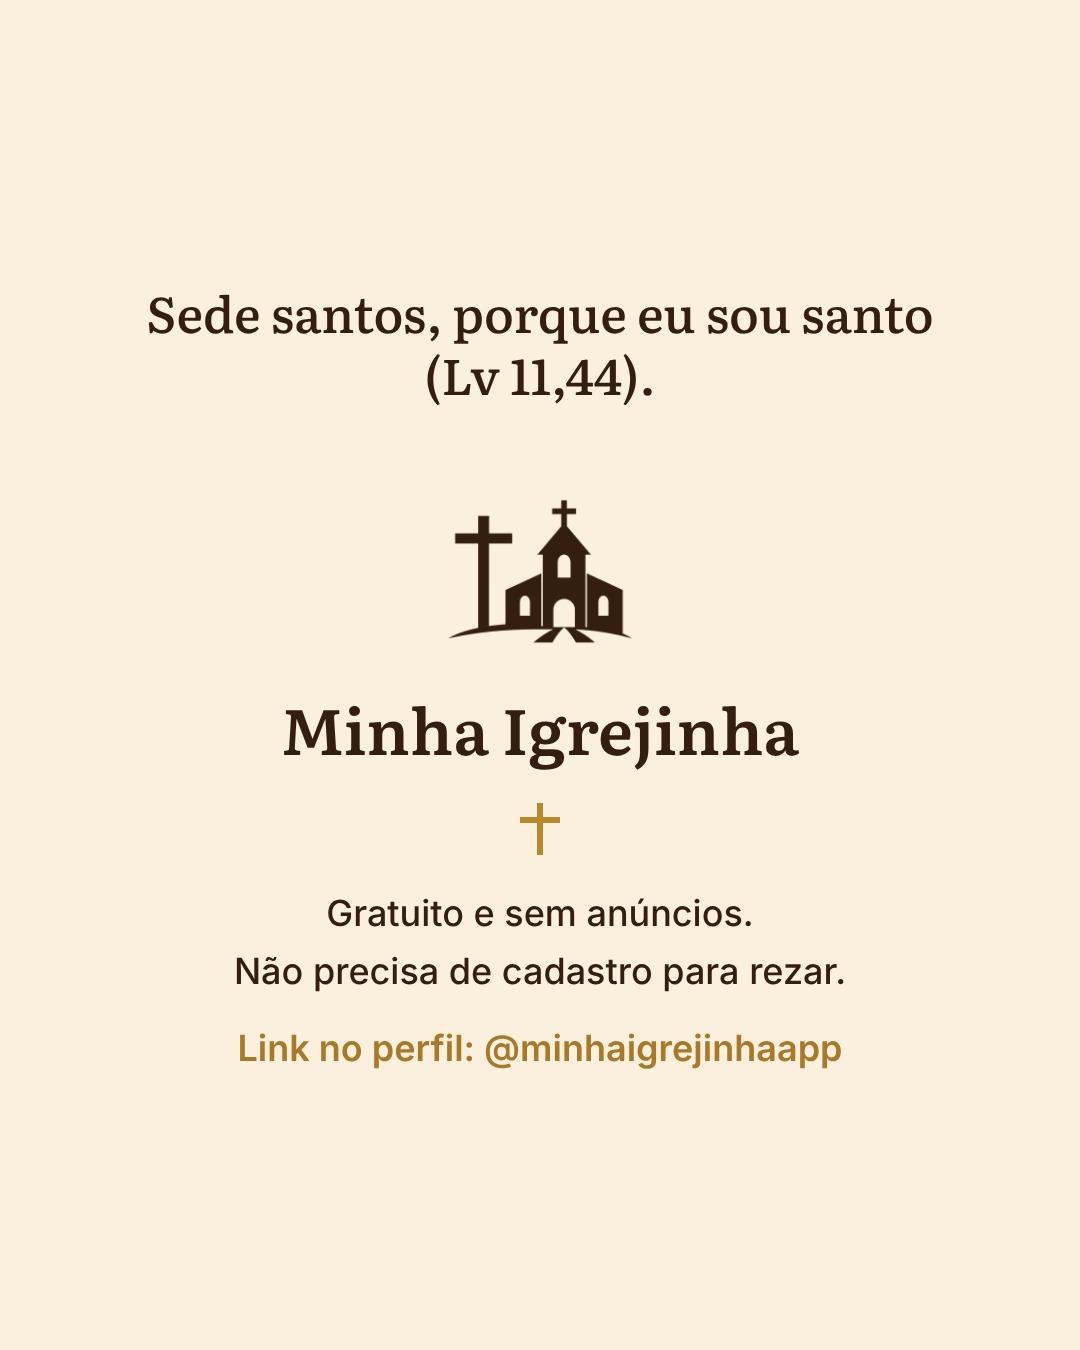 Sede santos, porque eu sou santo
(Lv 11,44).
Minha Igrejinha
Gratuito e sem anúncios.
Não precisa de cadastro para rezar.
Link no perfil: @minhaigrejinhaapp